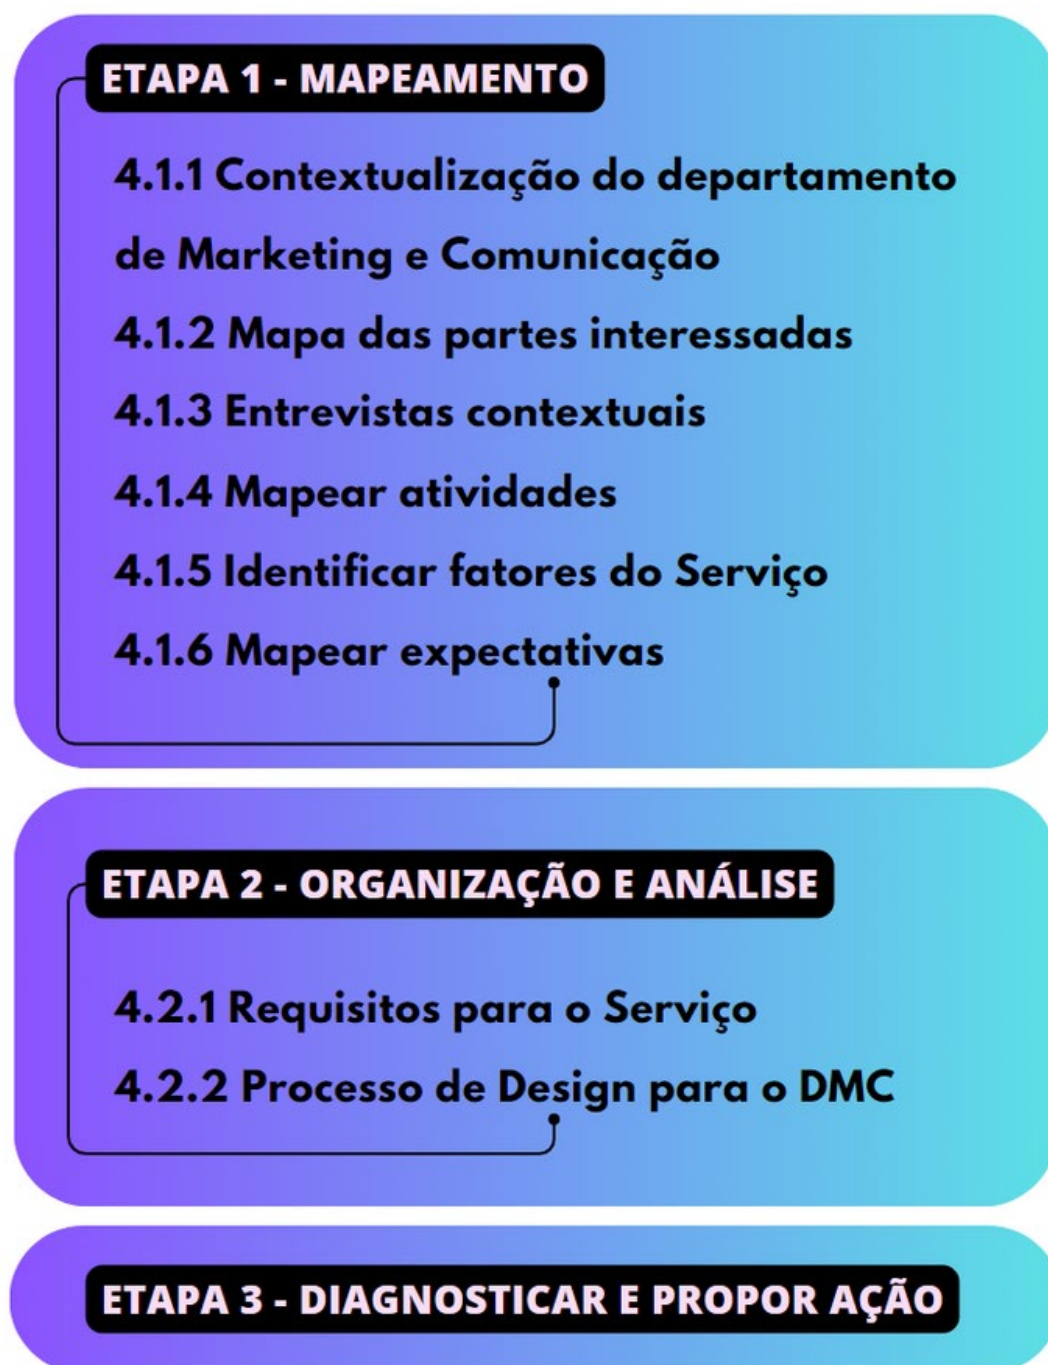 ETAPA 1 - MAPEAMENTO
4.1.1 Contextualização do departamento
de Marketing e Comunicação
4.1.2 Mapa das partes interessadas
4.1.3 Entrevistas contextuais
4.1.4 Mapear atividades
4.1.5 Identificar fatores do Serviço
4.1.6 Mapear expectativas
ETAPA 2 - ORGANIZAÇÃO E ANÁLISE
4.2.1 Requisitos para o Serviço
4.2.2 Processo de Design para o DMC
ETAPA 3 - DIAGNOSTICAR E PROPOR AÇÃO